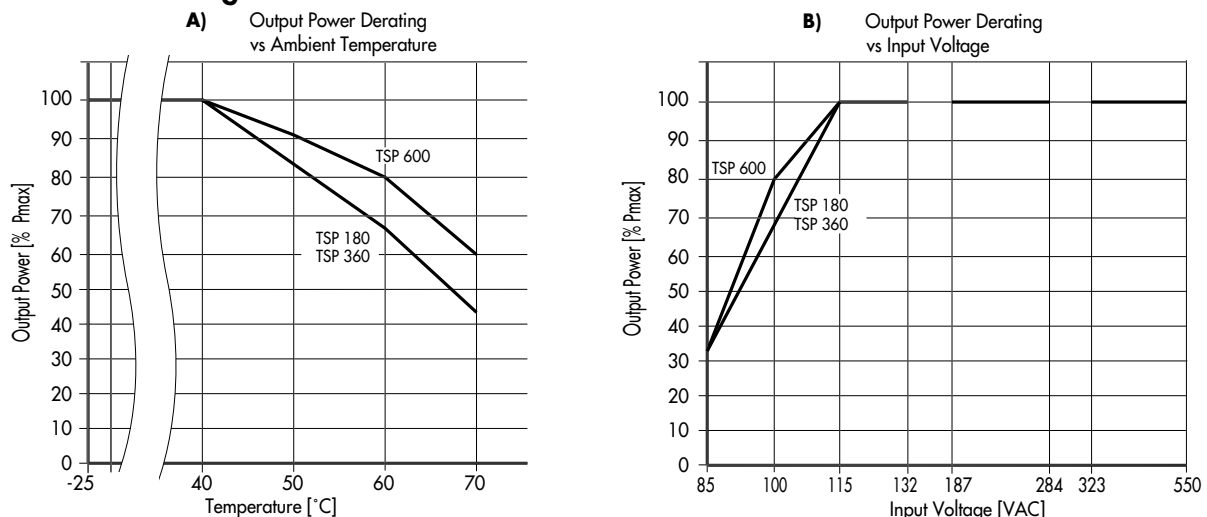 A) Output Power Derating
vs Ambient Temperature
Output Power [% Pmax]
100
90
80
70
60
50
40
30
20
10
0
TSP 600
TSP 180
TSP 360
-25 40 50 60 70
Temperature [˚C]
B) Output Power Derating
vs Input Voltage
Output Power [% Pmax]
100
90
80
70
60
50
40
30
20
10
0
TSP 600
TSP 180
TSP 360
85 100 115 132 187 284 323 550
Input Voltage [VAC]